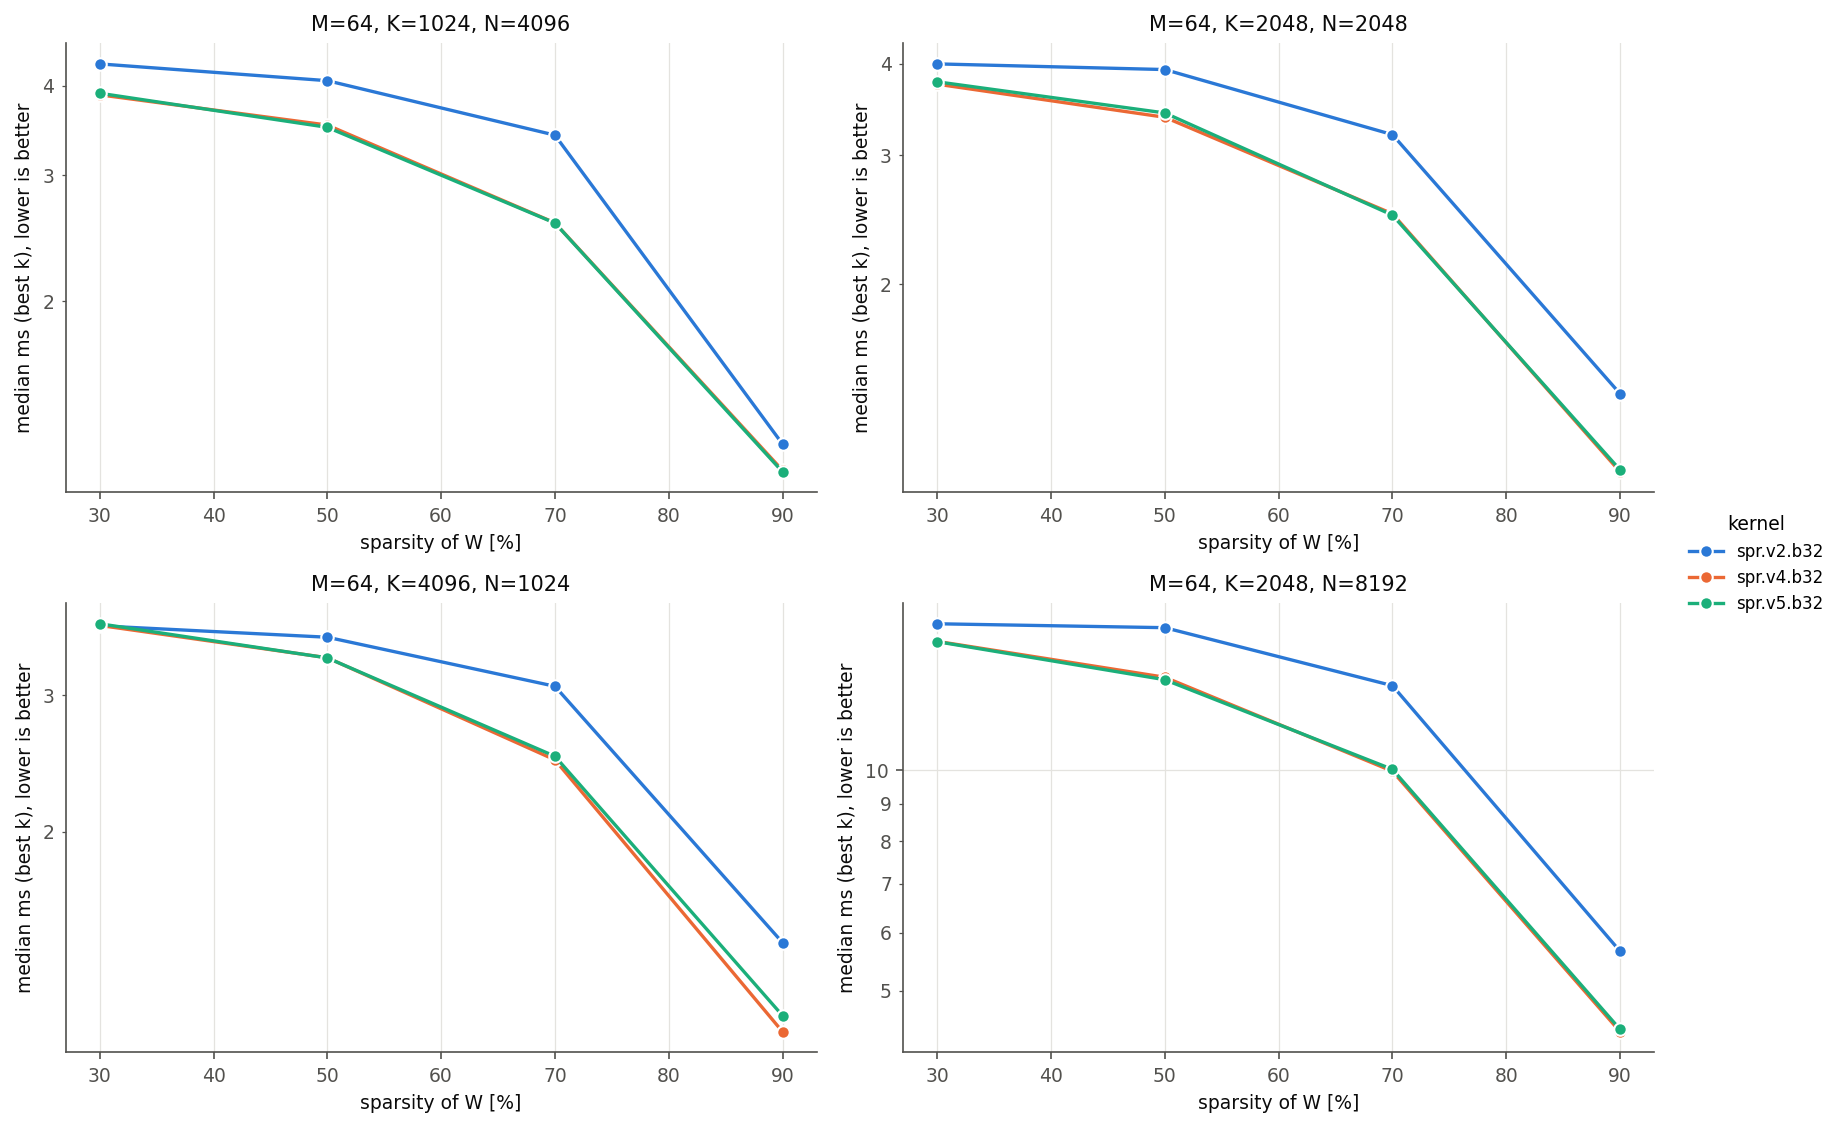 M=64, K=1024, N=4096
median ms (best k), lower is better
4
3
2
30 40 50 60 70 80 90
sparsity of W [%]
M=64, K=2048, N=2048
median ms (best k), lower is better
4
3
2
30 40 50 60 70 80 90
sparsity of W [%]
kernel
spr.v2.b32
spr.v4.b32
spr.v5.b32
M=64, K=4096, N=1024
median ms (best k), lower is better
3
2
30 40 50 60 70 80 90
sparsity of W [%]
M=64, K=2048, N=8192
median ms (best k), lower is better
10
9
8
7
6
5
30 40 50 60 70 80 90
sparsity of W [%]